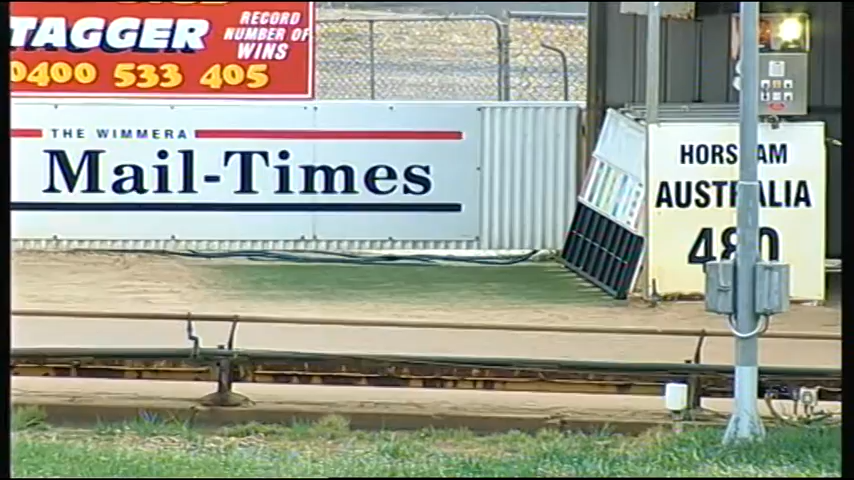 TAGGER
RECORD
NUMBER OF
WINS
0400 533 405
THE WIMMERA
Mail-Times
HORSHAM
AUSTRALIA
480